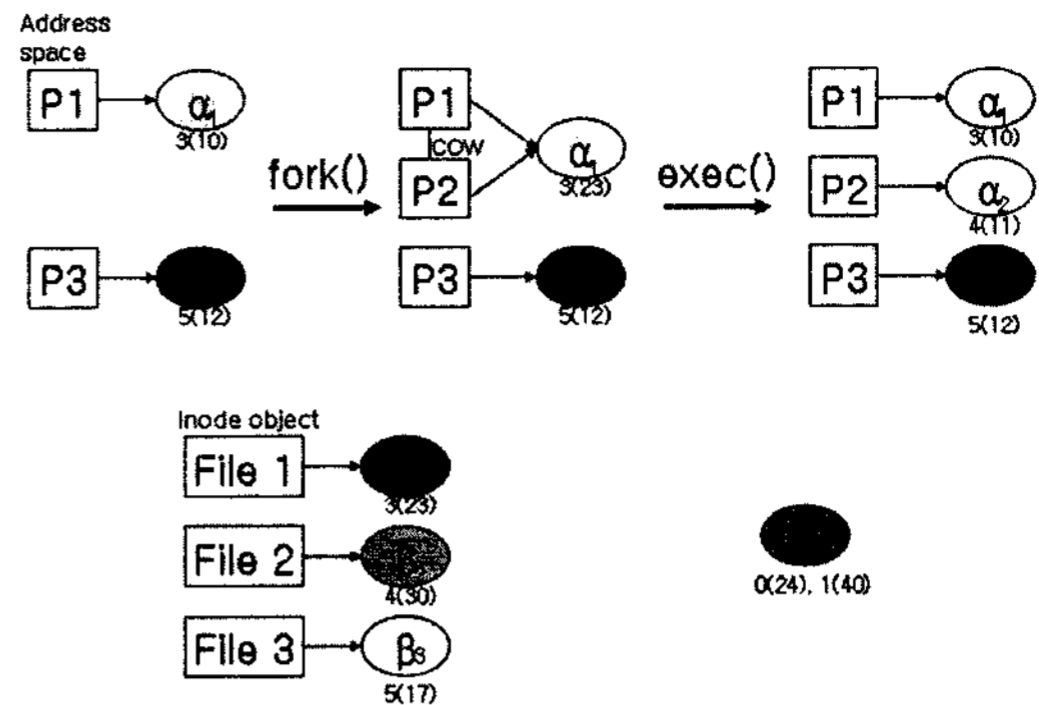 Address
space
P1
α1
3(10)
P3
5(12)
fork()
P1
COW
P2
α1
3(23)
P3
5(12)
exec()
P1
α1
3(10)
P2
α2
4(11)
P3
5(12)
Inode object
File 1
3(23)
File 2
4(30)
File 3
β3
5(17)
0(24), 1(40)